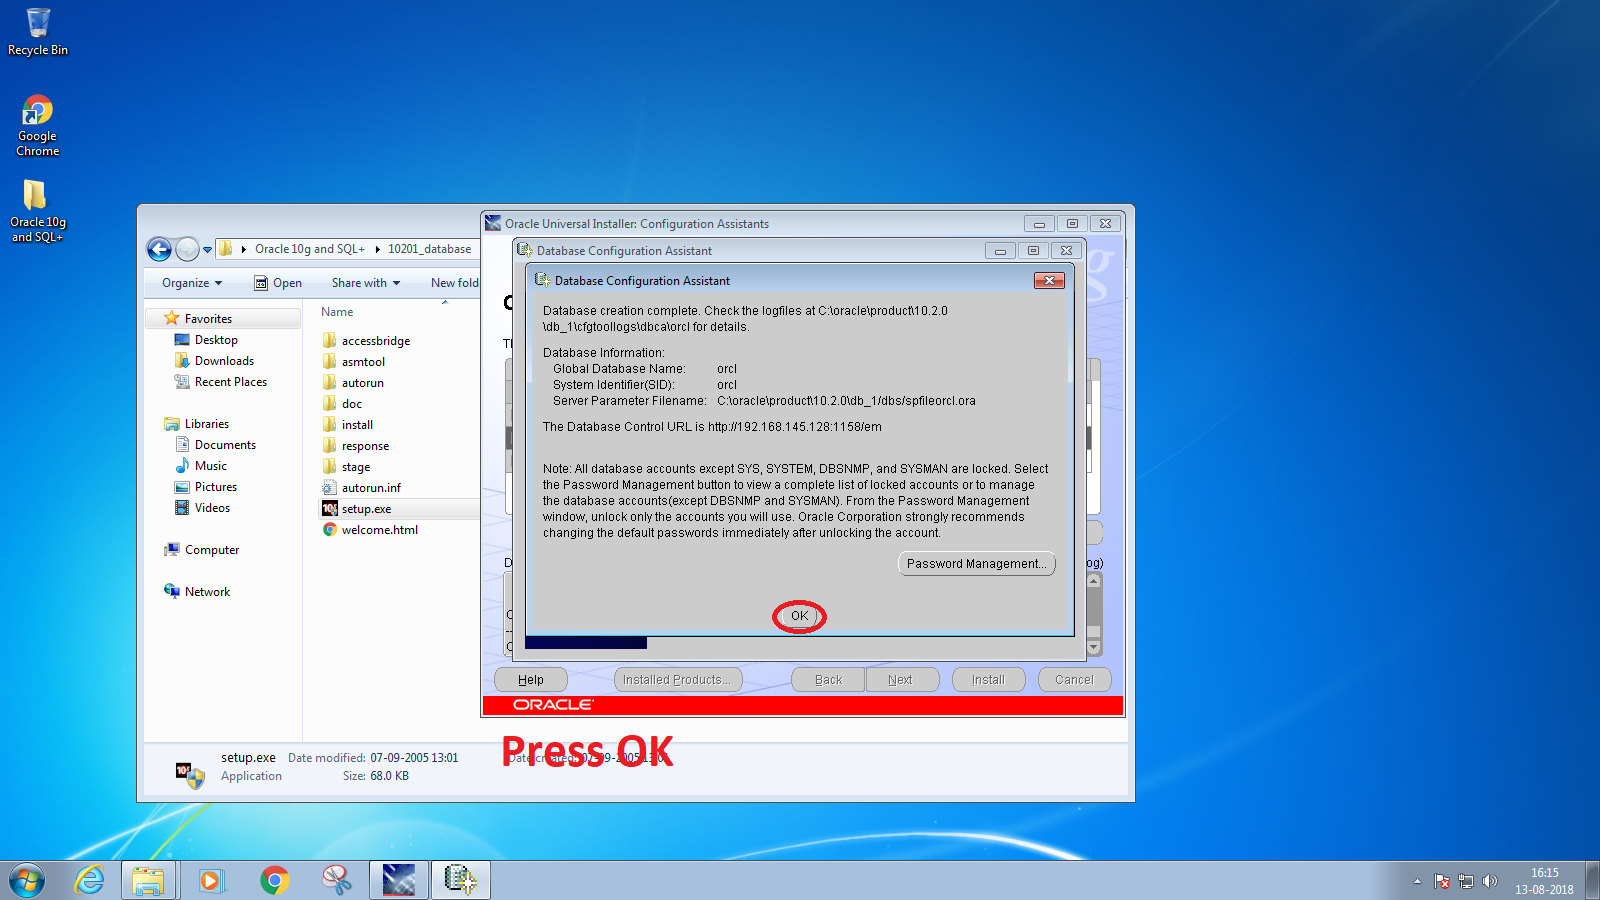 Recycle Bin
Google
Chrome
Oracle 10g
and SQL+
Oracle 10g and SQL+ 10201_database
Organize Open Share with New fold
Favorites
Desktop
Downloads
Recent Places
Libraries
Documents
Music
Pictures
Videos
Computer
Network
Name
accessbridge
asmtool
autorun
doc
install
response
stage
autorun.inf
setup.exe
welcome.html
Oracle Universal Installer: Configuration Assistants
Database Configuration Assistant
Database Configuration Assistant
Database creation complete. Check the logfiles at C:\oracle\product\10.2.0
\db_1\cfgtoollogs\dbca\orcl for details.
Database Information:
Global Database Name: orcl
System Identifier(SID): orcl
Server Parameter Filename: C:\oracle\product\10.2.0\db_1/dbs/spfileorcl.ora
The Database Control URL is http://192.168.145.128:1158/em
Note: All database accounts except SYS, SYSTEM, DBSNMP, and SYSMAN are locked. Select
the Password Management button to view a complete list of locked accounts or to manage
the database accounts(except DBSNMP and SYSMAN). From the Password Management
window, unlock only the accounts you will use. Oracle Corporation strongly recommends
changing the default passwords immediately after unlocking the account.
Password Management...
OK
og)
Help Installed Products... Back Next Install Cancel
ORACLE
Press OK
setup.exe Date modified: 07-09-2005 13:01 Date created: 07-09-2005 13:01
Application Size: 68.0 KB
16:15
13-08-2018